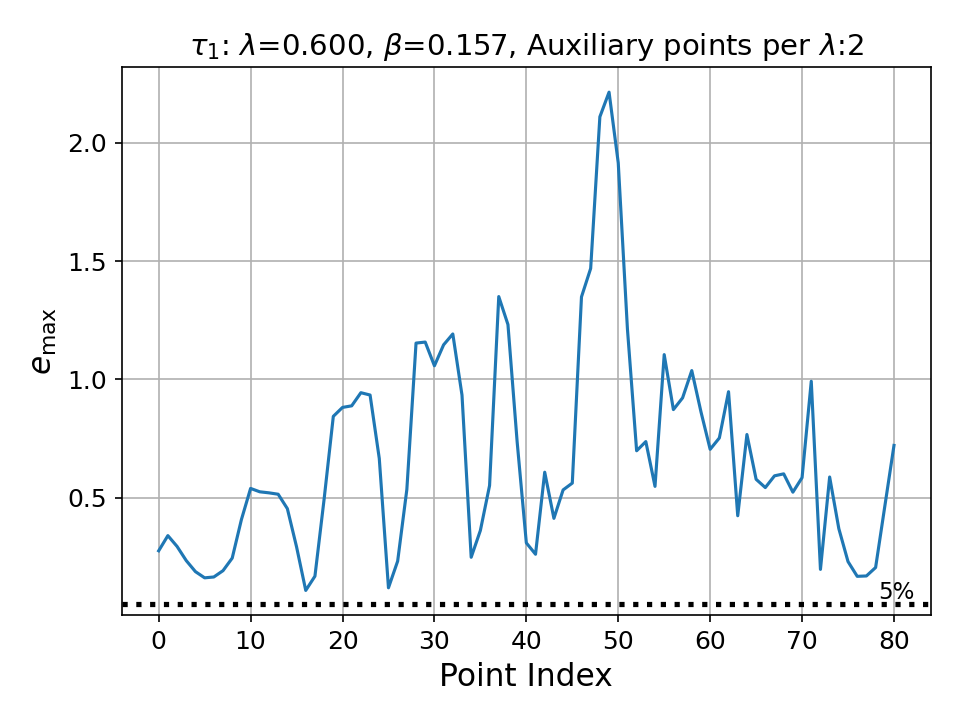 τ₁: λ=0.600, β=0.157, Auxiliary points per λ:2
e_max
2.0
1.5
1.0
0.5
5%
0 10 20 30 40 50 60 70 80
Point Index